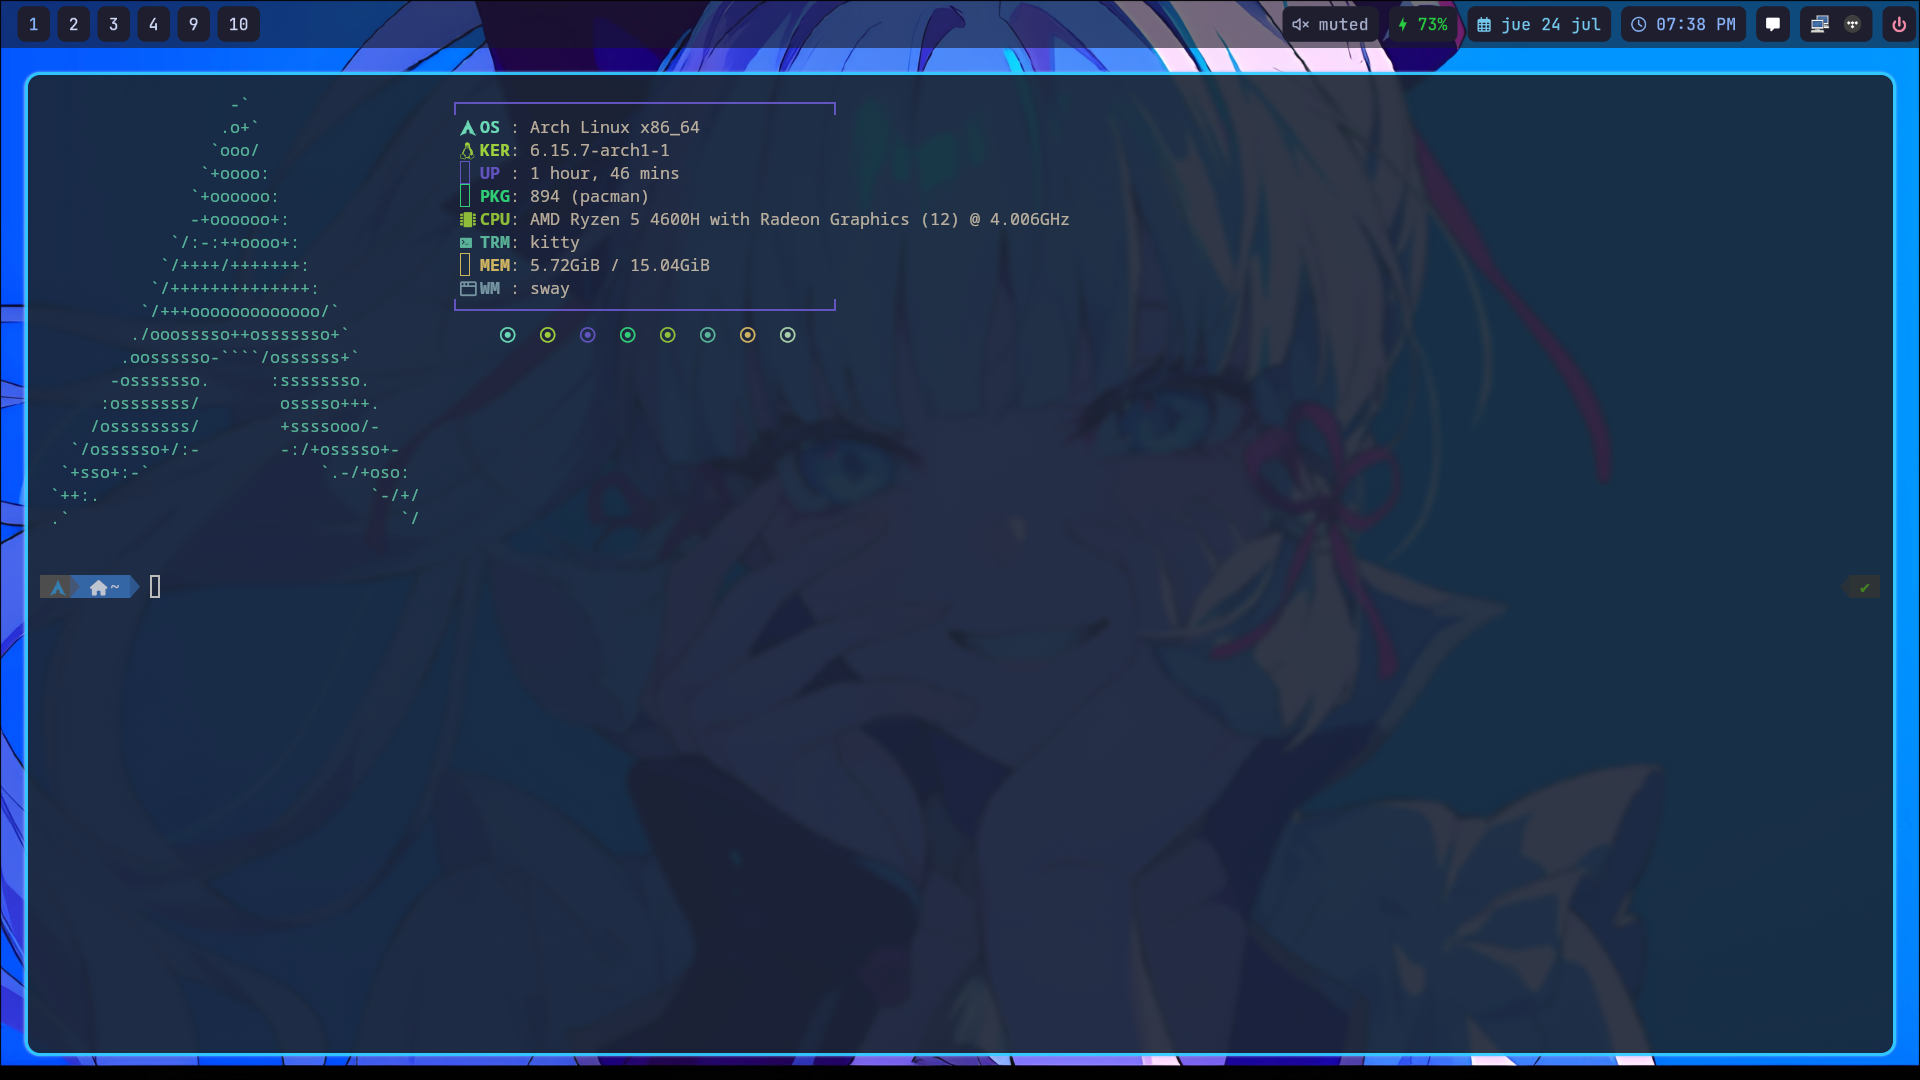 1 2 3 4 9 10 muted 73% jue 24 jul 07:38 PM
-`
.o+`
`ooo/
`+oooo:
`+oooooo:
-+oooooo+:
`/:-:++oooo+:
`/++++/+++++++:
`/++++++++++++++:
`/+++ooooooooooooo/`
./ooosssso++osssssso+`
.oossssso-````/ossssss+`
-osssssso. :ssssssso.
:osssssss/ osssso+++.
/ossssssss/ +ssssooo/-
`/ossssso+/:- -:/+osssso+-
`+sso+:-` `.-/+oso:
`++:. `-/+/
.` `/
OS : Arch Linux x86_64
KER: 6.15.7-arch1-1
UP : 1 hour, 46 mins
PKG: 894 (pacman)
CPU: AMD Ryzen 5 4600H with Radeon Graphics (12) @ 4.006GHz
TRM: kitty
MEM: 5.72GiB / 15.04GiB
WM : sway
~ ✔